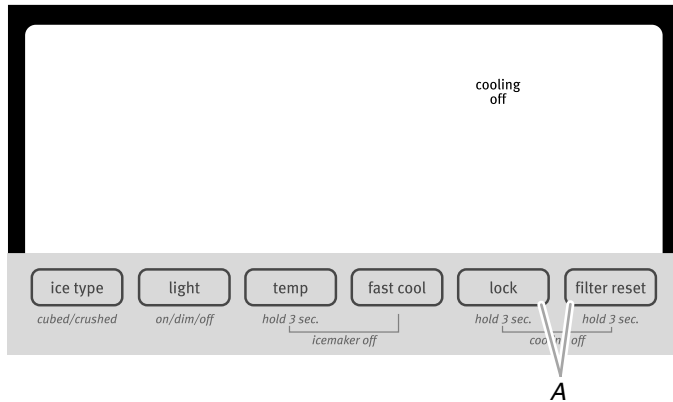 cooling
off
ice type light temp fast cool lock filter reset
cubed/crushed on/dim/off hold 3 sec. hold 3 sec. hold 3 sec.
icemaker off cooling off
A